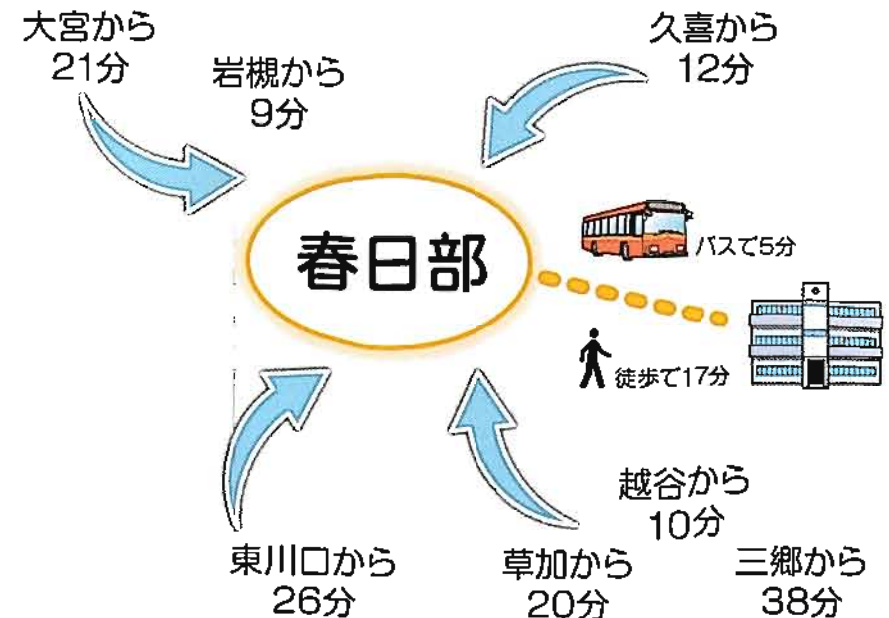 大宮から
21分
岩槻から
9分
久喜から
12分
春日部
バスで5分
徒歩で17分
東川口から
26分
草加から
20分
越谷から
10分
三郷から
38分